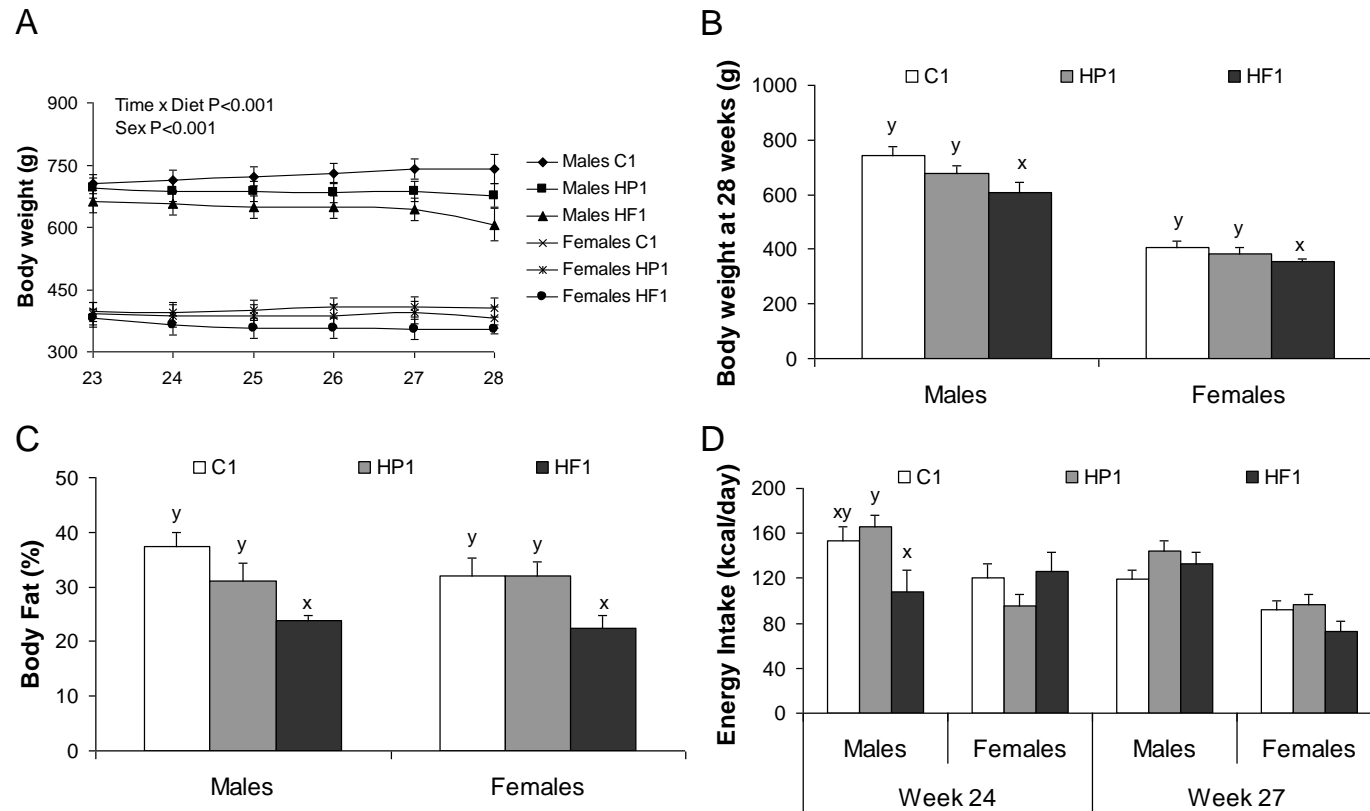 A
Time x Diet P<0.001
Sex P<0.001
Body weight (g)
900
750
600
450
300
23 24 25 26 27 28
Males C1
Males HP1
Males HF1
Females C1
Females HP1
Females HF1
B
C1 HP1 HF1
Body weight at 28 weeks (g)
1000
800
600
400
200
0
y y x y y x
Males Females
C
C1 HP1 HF1
Body Fat (%)
50
40
30
20
10
0
y y x y y x
Males Females
D
C1 HP1 HF1
Energy Intake (kcal/day)
200
160
120
80
40
0
xy y x
Males Females Males Females
Week 24 Week 27